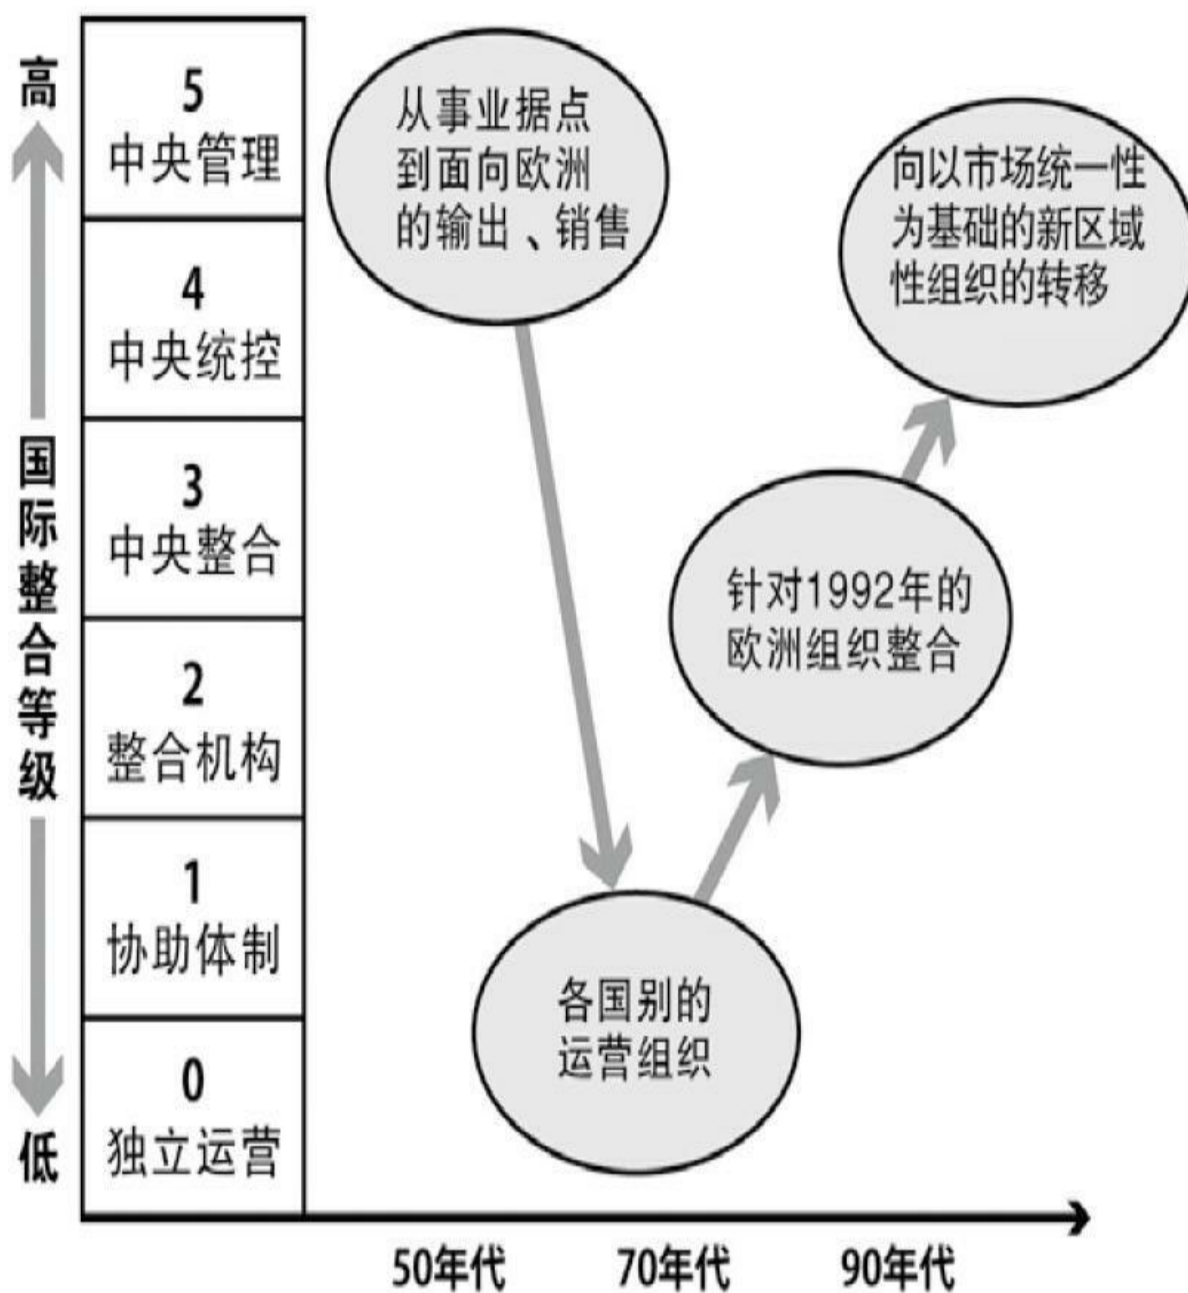 高
国际整合等级
低
5
中央管理
4
中央统控
3
中央整合
2
整合机构
1
协助体制
0
独立运营
从事业据点
到面向欧洲
的输出、销售
向以市场统一性
为基础的新区域
性组织的转移
针对1992年的
欧洲组织整合
各国别的
运营组织
50年代
70年代
90年代